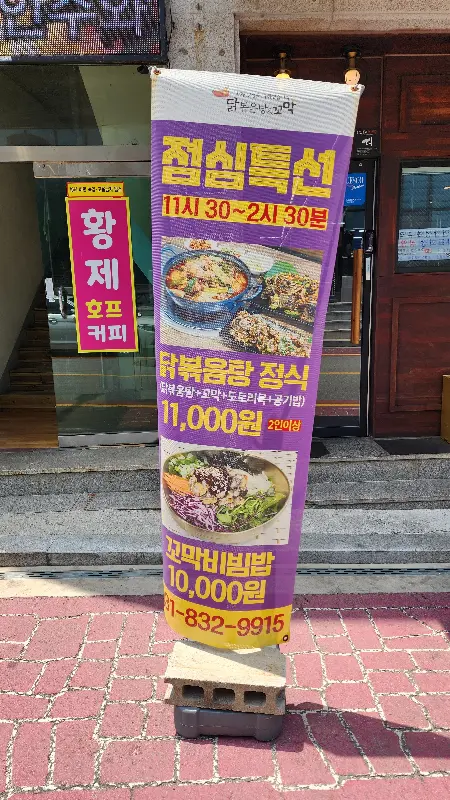 닭볶음탕&꼬막
점심특선
11시 30~2시 30분
닭볶음탕 정식
(닭볶음탕+꼬막+도토리묵+공기밥)
11,000원 2인이상
꼬막비빔밥
10,000원
31-832-9915
황제
호프
커피